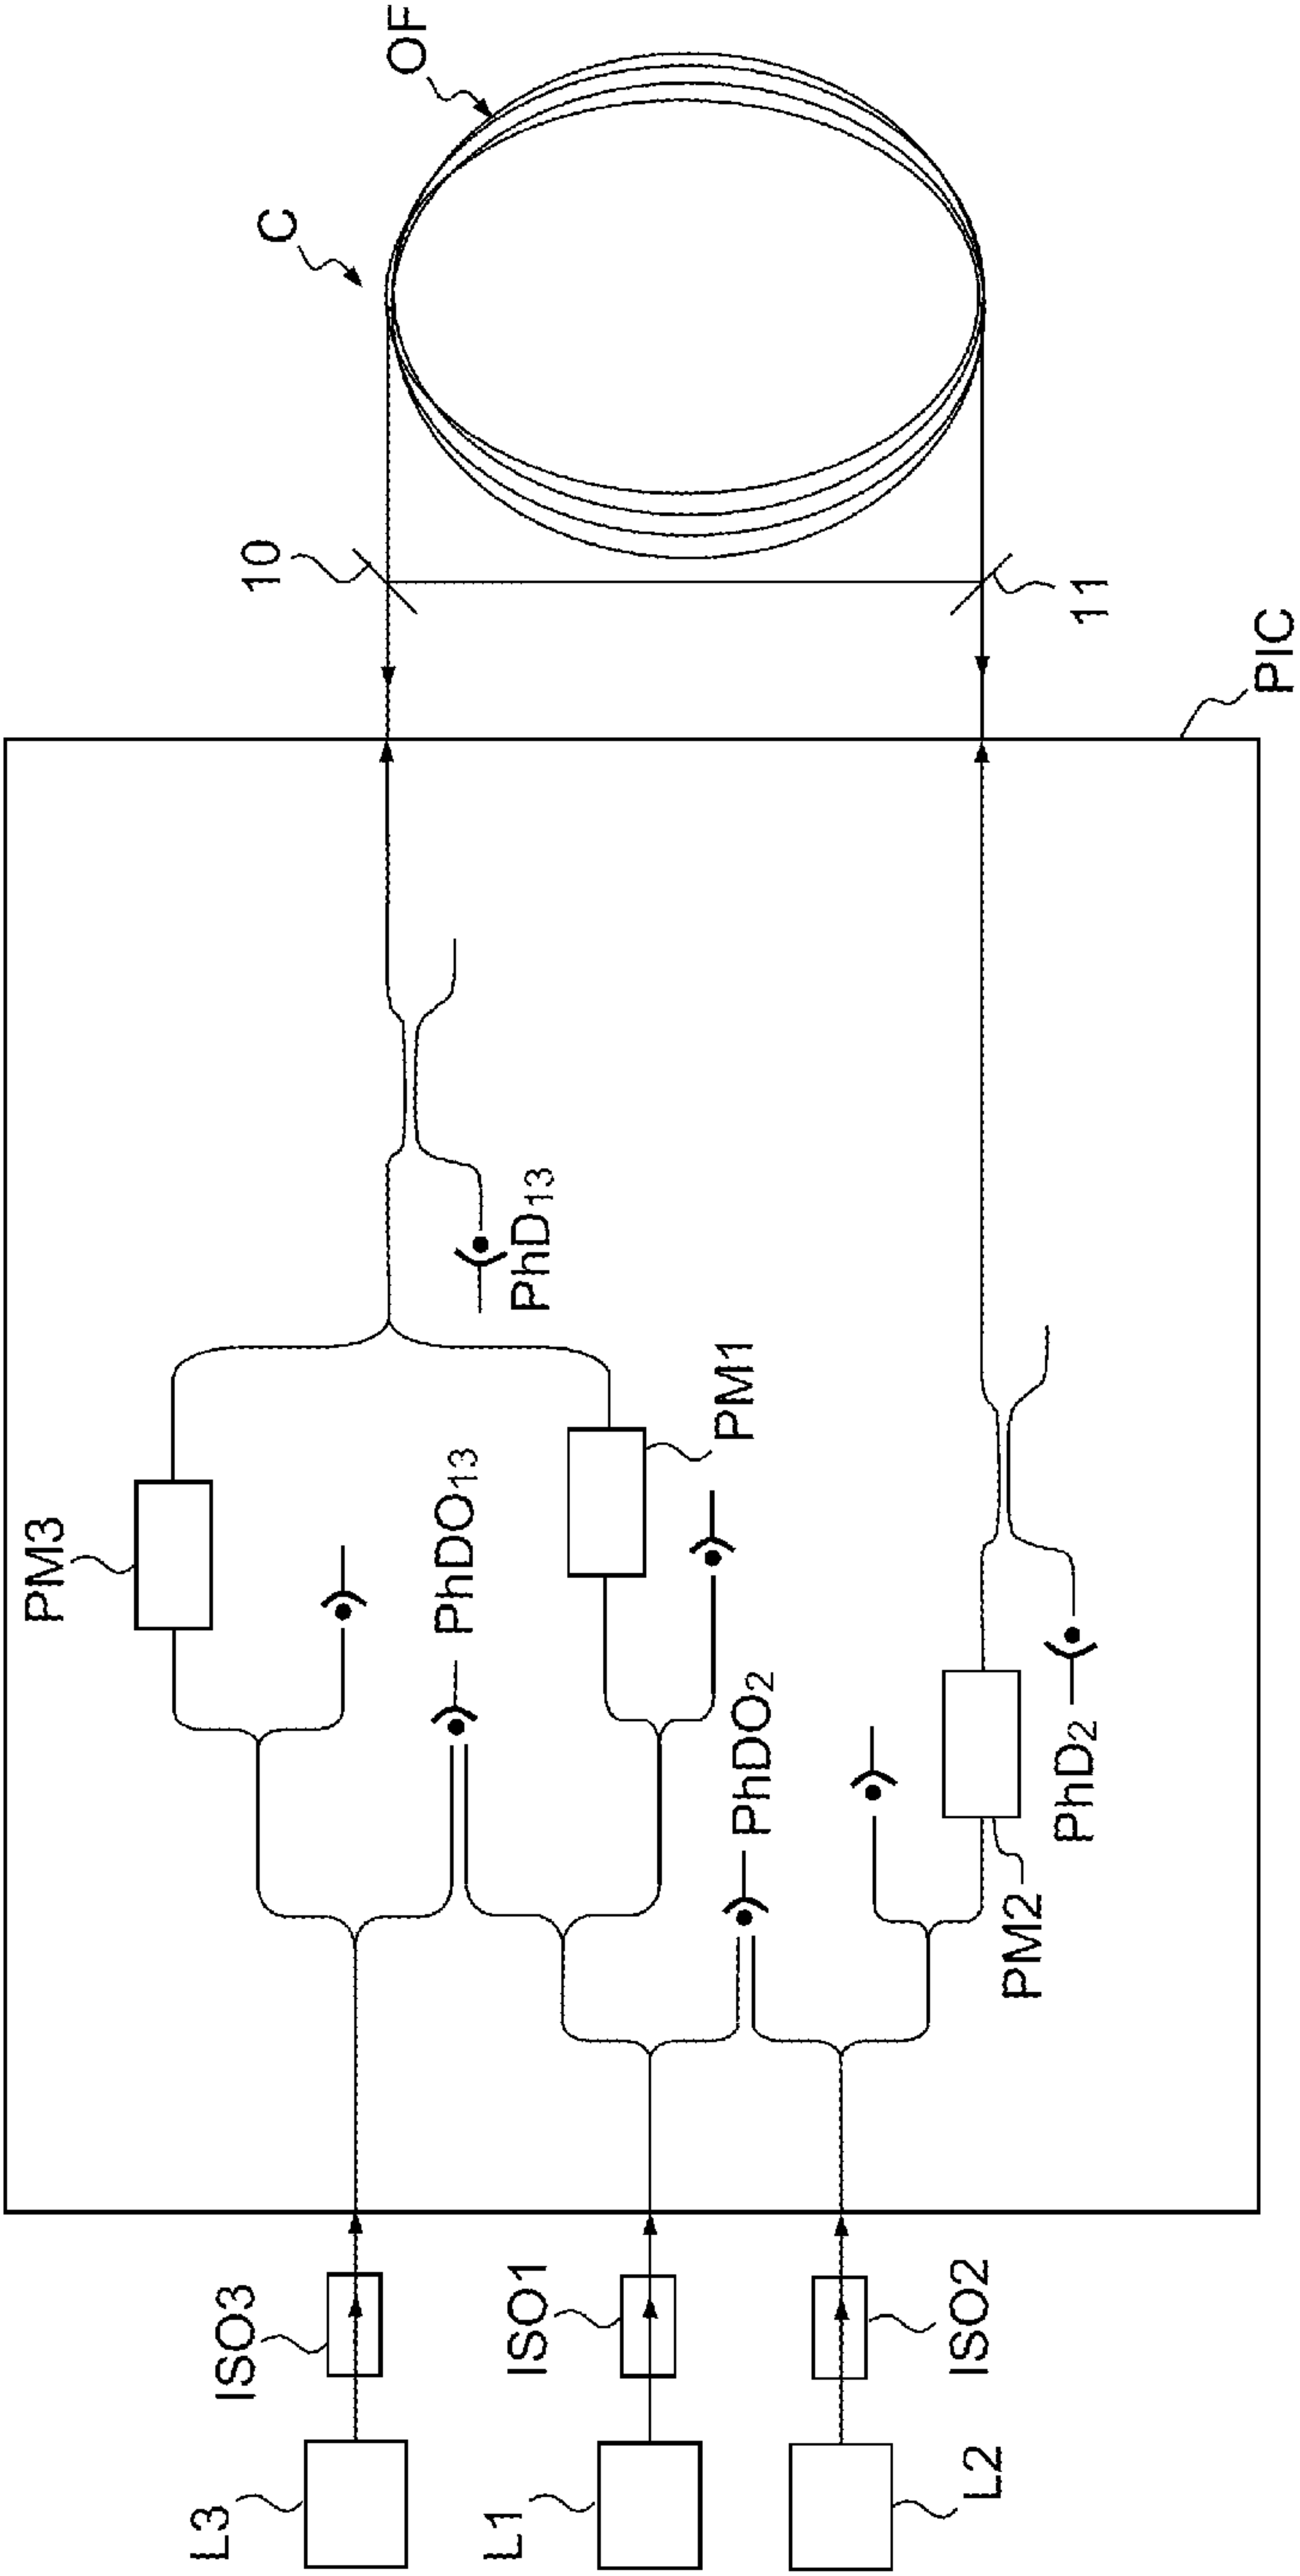 L3
ISO3
PM3
PhDO13
PhD13
L1
ISO1
PM1
PhDO2
L2
ISO2
PM2
PhD2
PIC
10
11
C
OF